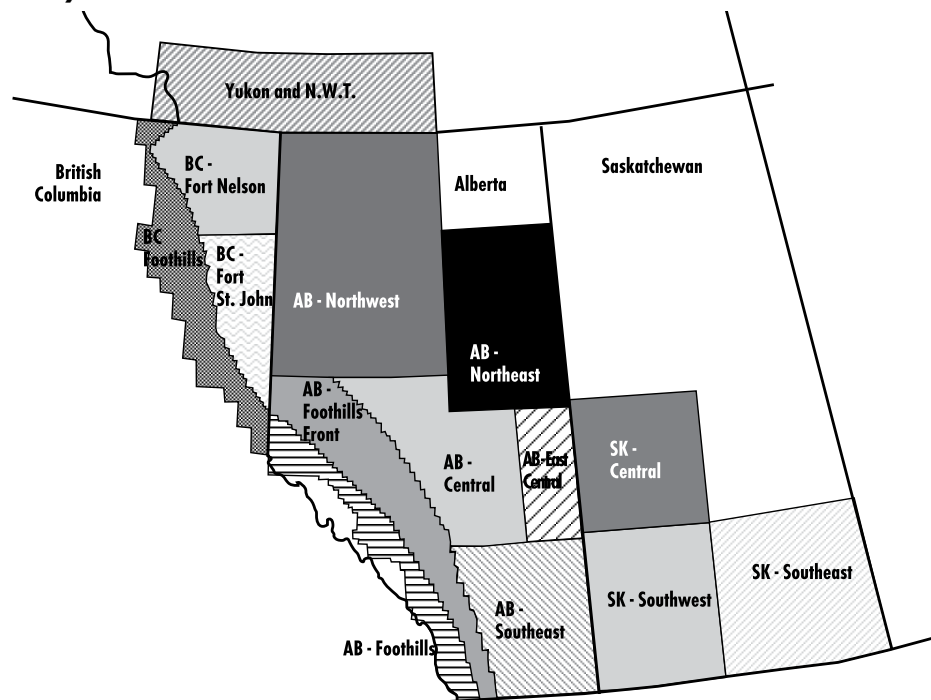 Yukon and N.W.T.
British
Columbia
BC -
Fort Nelson
Alberta
Saskatchewan
BC
Foothills
BC -
Fort
St. John
AB - Northwest
AB -
Northeast
AB -
Foothills
Front
AB -
Central
AB-East
Central
SK -
Central
SK - Southeast
SK - Southwest
AB -
Southeast
AB - Foothills